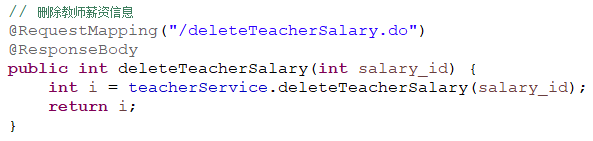 // 删除教师薪资信息
@RequestMapping("/deleteTeacherSalary.do")
@ResponseBody
public int deleteTeacherSalary(int salary_id) {
    int i = teacherService.deleteTeacherSalary(salary_id);
    return i;
}